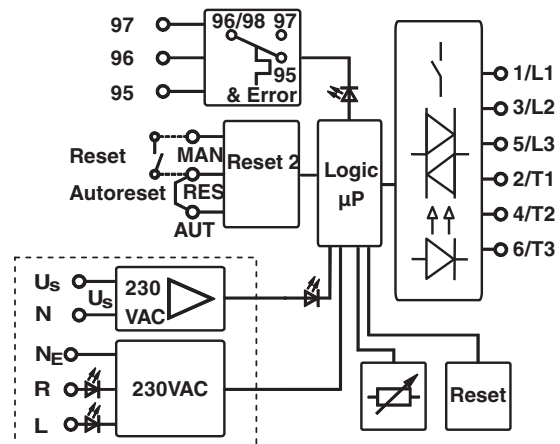 97
96
95
96/98 97
95
& Error
Reset
Autoreset
MAN
RES
AUT
Reset 2
Logic
µP
1/L1
3/L2
5/L3
2/T1
4/T2
6/T3
Us
N
Us
230
VAC
NE
R
L
230VAC
Reset